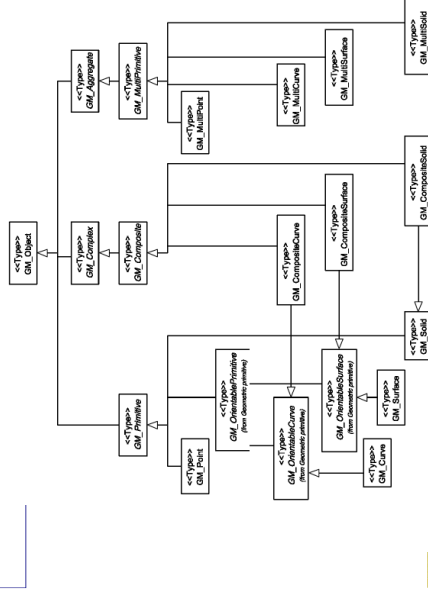 <<Type>>
GM_Object
<<Type>>
GM_Primitive
<<Type>>
GM_Complex
<<Type>>
GM_Aggregate
<<Type>>
GM_Composite
<<Type>>
GM_MultiPrimitive
<<Type>>
GM_Point
<<Type>>
GM_OrientablePrimitive
(from Geometric primitive)
<<Type>>
GM_MultiPoint
<<Type>>
GM_OrientableCurve
(from Geometric primitive)
<<Type>>
GM_CompositeCurve
<<Type>>
GM_MultiCurve
<<Type>>
GM_OrientableSurface
(from Geometric primitive)
<<Type>>
GM_CompositeSurface
<<Type>>
GM_MultiSurface
<<Type>>
GM_Curve
<<Type>>
GM_Surface
<<Type>>
GM_Solid
<<Type>>
GM_CompositeSolid
<<Type>>
GM_MultiSolid